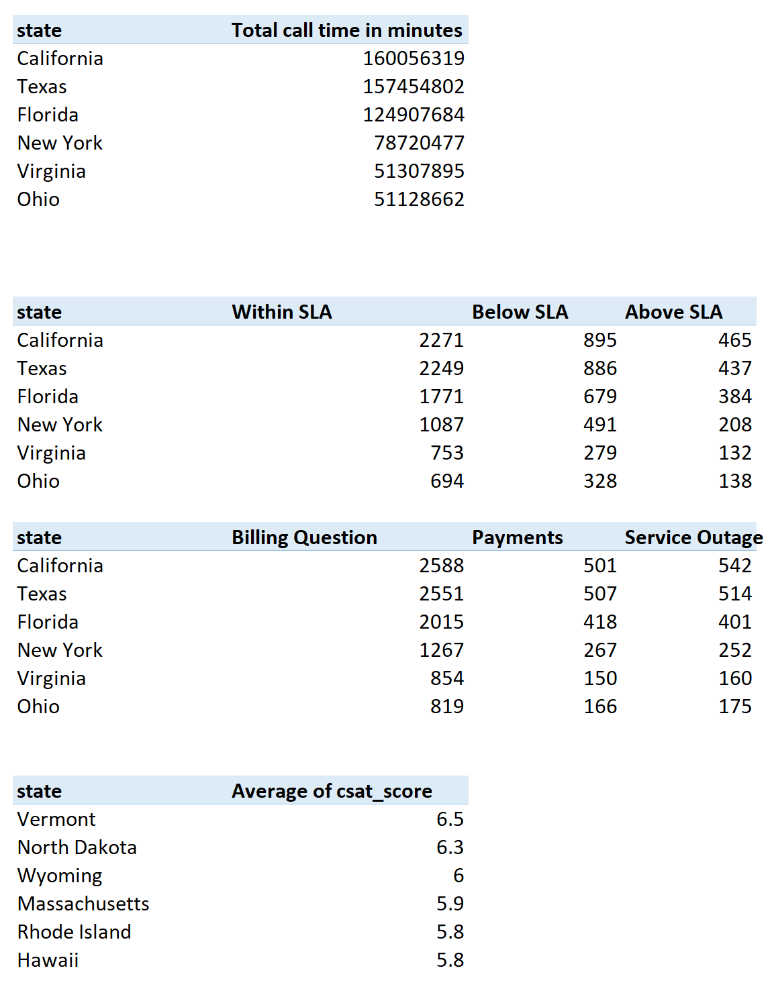 state Total call time in minutes
California 160056319
Texas 157454802
Florida 124907684
New York 78720477
Virginia 51307895
Ohio 51128662
state Within SLA Below SLA Above SLA
California 2271 895 465
Texas 2249 886 437
Florida 1771 679 384
New York 1087 491 208
Virginia 753 279 132
Ohio 694 328 138
state Billing Question Payments Service Outage
California 2588 501 542
Texas 2551 507 514
Florida 2015 418 401
New York 1267 267 252
Virginia 854 150 160
Ohio 819 166 175
state Average of csat_score
Vermont 6.5
North Dakota 6.3
Wyoming 6
Massachusetts 5.9
Rhode Island 5.8
Hawaii 5.8